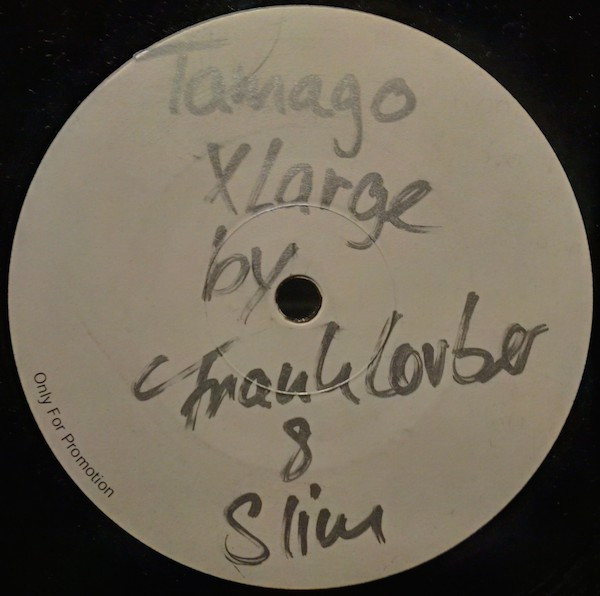 Tamago
XLarge
by
Frank Lorber
&
Slim
Only For Promotion